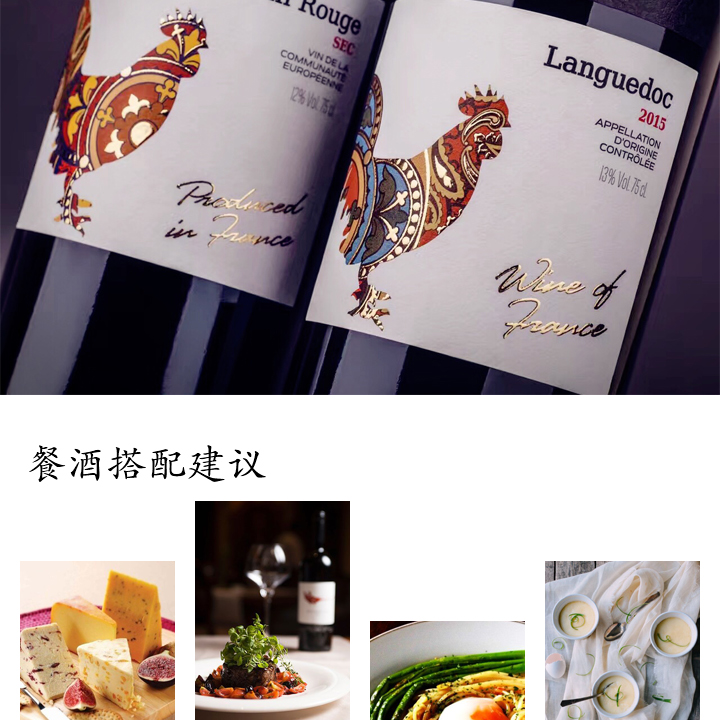 Rouge
SEC
VIN DE LA
COMMUNAUTÉ
EUROPÉENNE
12% Vol. 75 cl.
Produced
in France
Languedoc
2015
APPELLATION
D'ORIGINE
CONTRÔLÉE
13% Vol. 75 cl.
Wine of
France
餐酒搭配建议